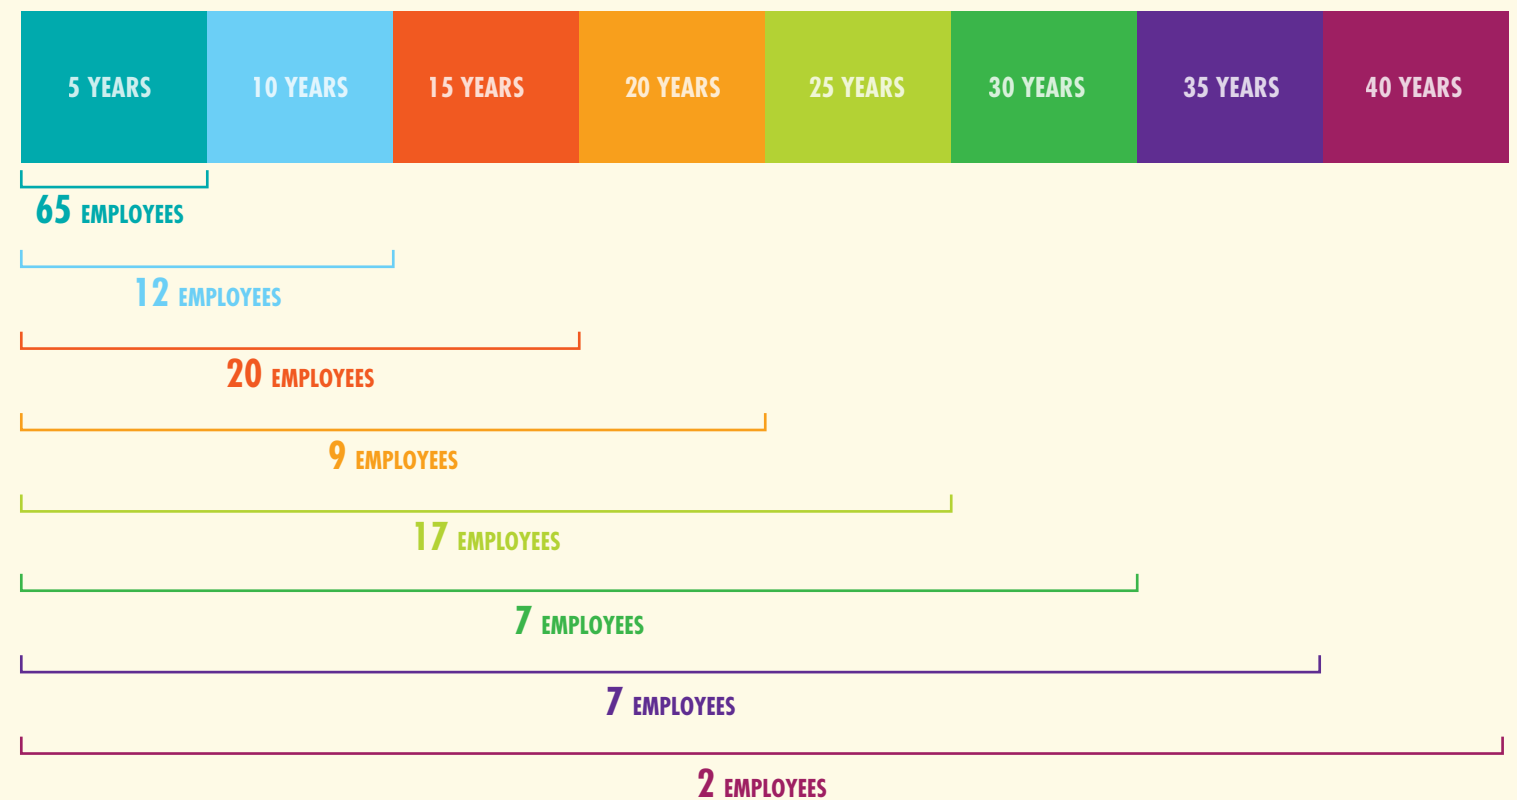 5 YEARS 10 YEARS 15 YEARS 20 YEARS 25 YEARS 30 YEARS 35 YEARS 40 YEARS
65 EMPLOYEES
12 EMPLOYEES
20 EMPLOYEES
9 EMPLOYEES
17 EMPLOYEES
7 EMPLOYEES
7 EMPLOYEES
2 EMPLOYEES